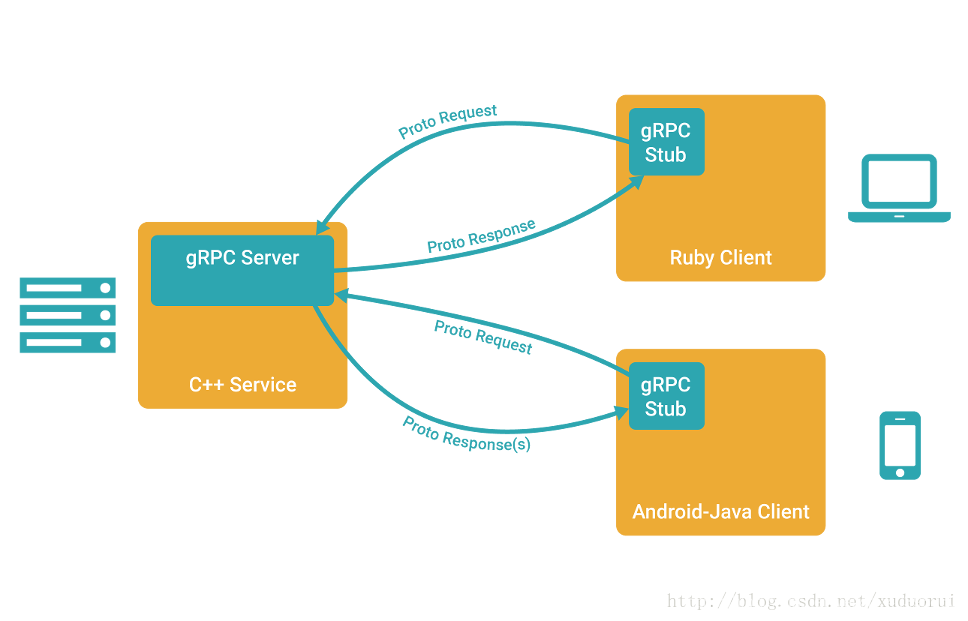 Proto Request
gRPC
Stub
Proto Response
Ruby Client
gRPC Server
C++ Service
Proto Request
gRPC
Stub
Proto Response(s)
Android-Java Client
http://blog.csdn.net/xuduorui